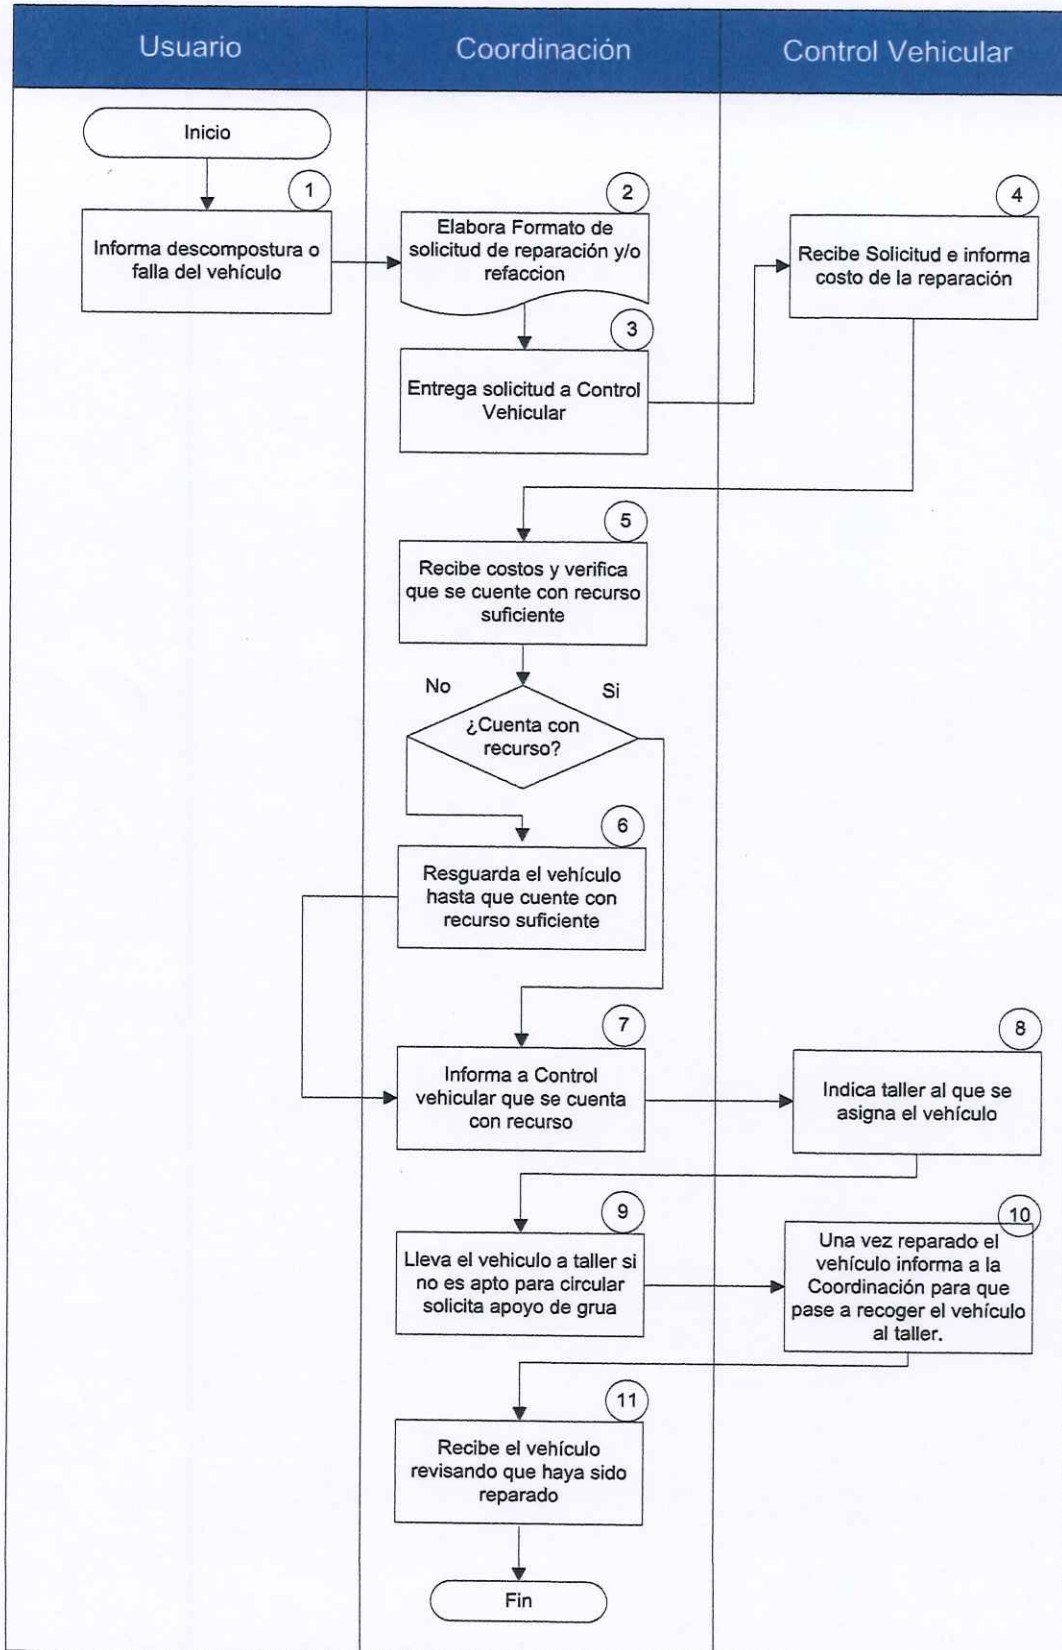 Usuario
Coordinación
Control Vehicular
Inicio
1
Informa descompostura o
falla del vehículo
2
Elabora Formato de
solicitud de reparación y/o
refaccion
3
Entrega solicitud a Control
Vehicular
4
Recibe Solicitud e informa
costo de la reparación
5
Recibe costos y verifica
que se cuente con recurso
suficiente
No
Si
¿Cuenta con
recurso?
6
Resguarda el vehículo
hasta que cuente con
recurso suficiente
7
Informa a Control
vehicular que se cuenta
con recurso
8
Indica taller al que se
asigna el vehículo
9
Lleva el vehiculo a taller si
no es apto para circular
solicita apoyo de grua
10
Una vez reparado el
vehículo informa a la
Coordinación para que
pase a recoger el vehículo
al taller.
11
Recibe el vehículo
revisando que haya sido
reparado
Fin